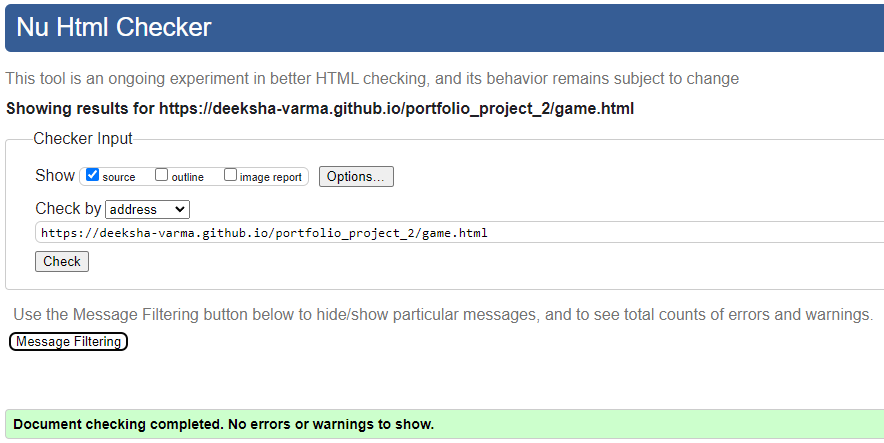 Nu Html Checker
This tool is an ongoing experiment in better HTML checking, and its behavior remains subject to change
Showing results for https://deeksha-varma.github.io/portfolio_project_2/game.html
Checker Input
Show source outline image report Options...
Check by address
https://deeksha-varma.github.io/portfolio_project_2/game.html
Check
Use the Message Filtering button below to hide/show particular messages, and to see total counts of errors and warnings.
Message Filtering
Document checking completed. No errors or warnings to show.